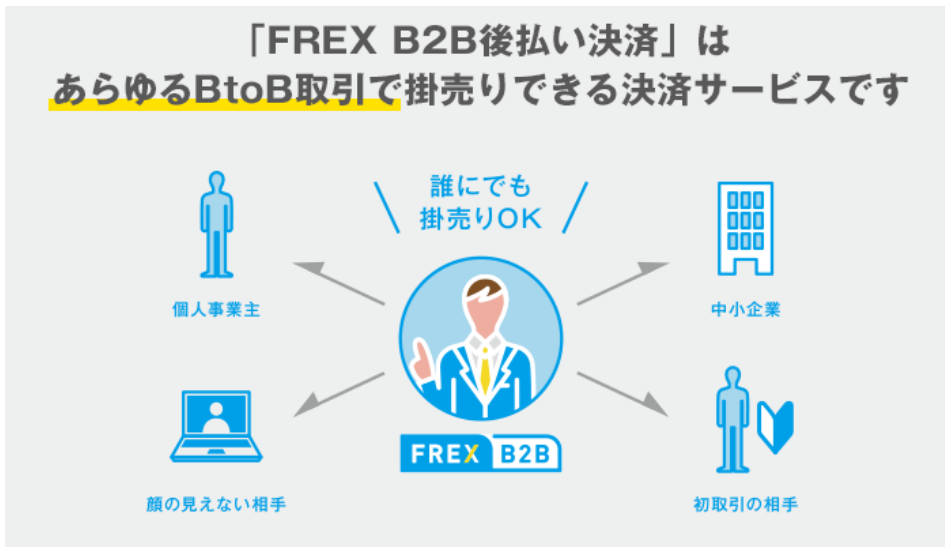 「FREX B2B後払い決済」は
あらゆるBtoB取引で掛売りできる決済サービスです
誰にでも
掛売りOK
個人事業主
中小企業
FREX B2B
顔の見えない相手
初取引の相手